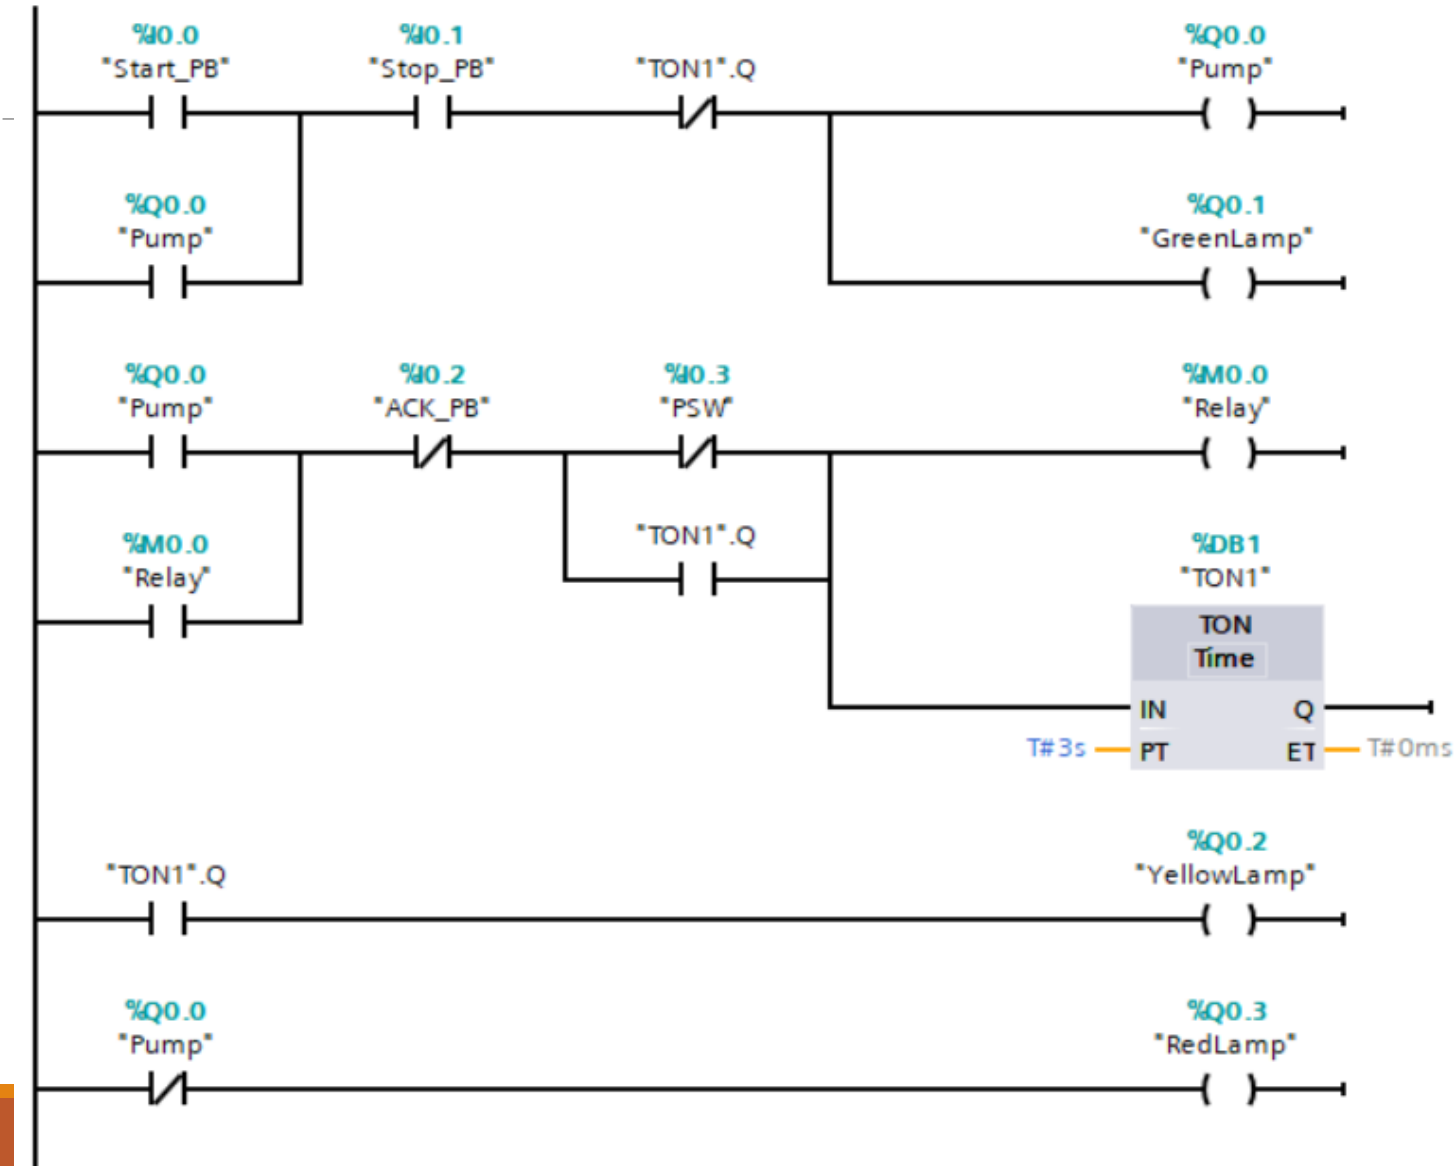 %I0.0 %I0.1 %Q0.0
"Start_PB" "Stop_PB" "TON1".Q "Pump"
%Q0.0 %Q0.1
"Pump" "GreenLamp"
%Q0.0 %I0.2 %I0.3 %M0.0
"Pump" "ACK_PB" "PSW" "Relay"
"TON1".Q
%M0.0 %DB1
"Relay" "TON1"
TON
Time
IN Q
T#3s PT ET T#0ms
%Q0.2
"TON1".Q "YellowLamp"
%Q0.0 %Q0.3
"Pump" "RedLamp"